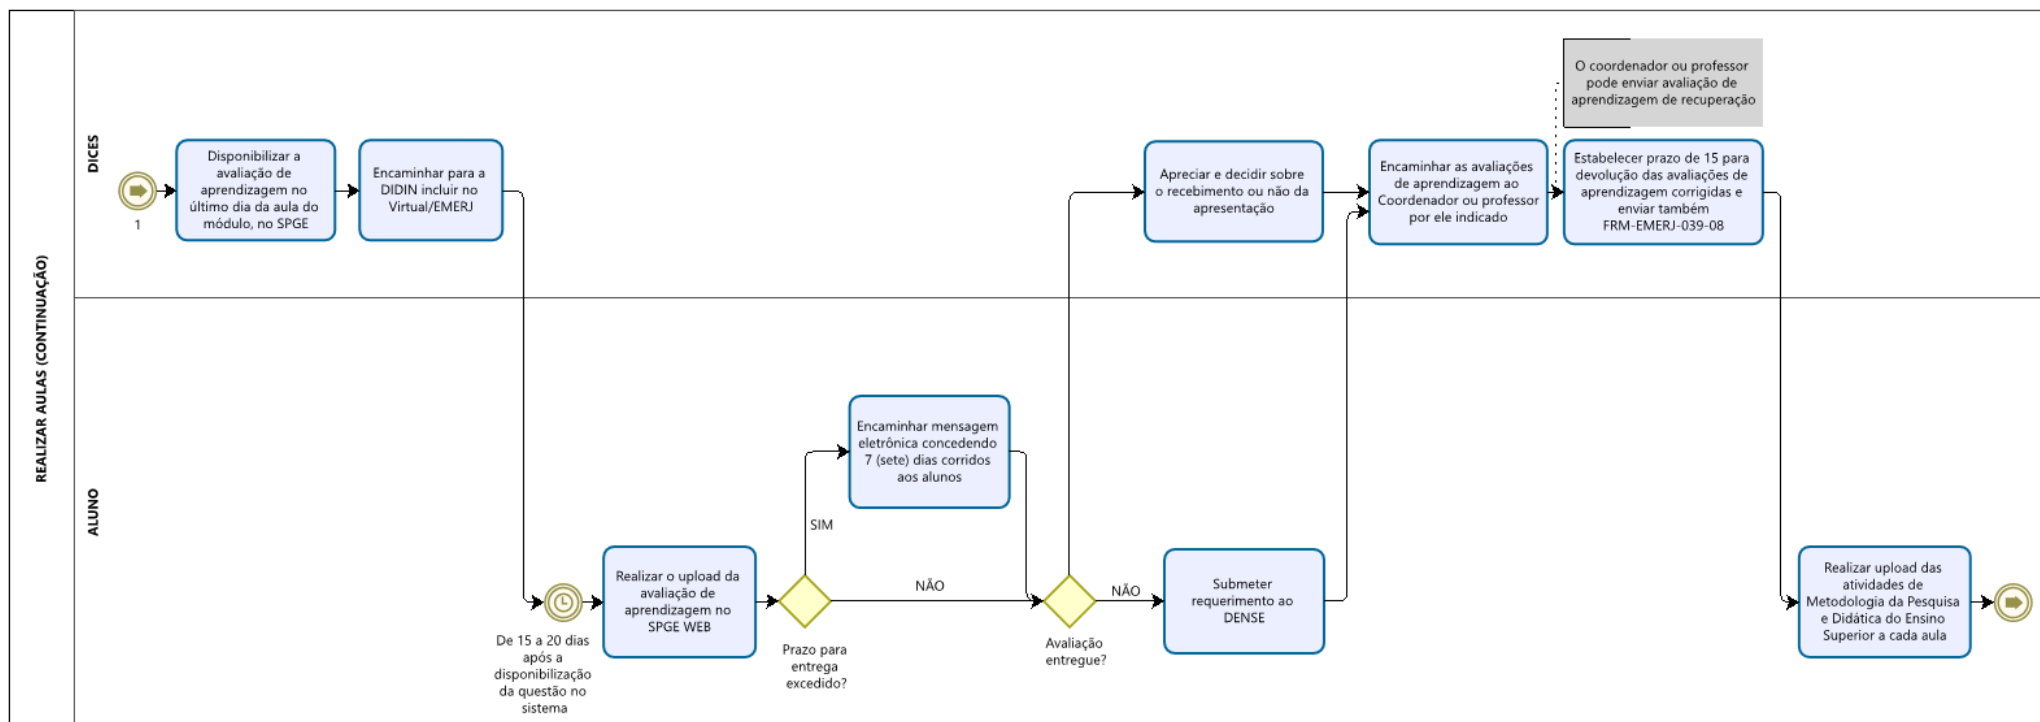 REALIZAR AULAS (CONTINUAÇÃO)
DICES
1
Disponibilizar a
avaliação de
aprendizagem no
último dia da aula do
módulo, no SPGE
Encaminhar para a
DIDIN incluir no
Virtual/EMERJ
Apreciar e decidir sobre
o recebimento ou não da
apresentação
Encaminhar as avaliações
de aprendizagem ao
Coordenador ou professor
por ele indicado
O coordenador ou professor
pode enviar avaliação de
aprendizagem de recuperação
Estabelecer prazo de 15 para
devolução das avaliações de
aprendizagem corrigidas e
enviar também
FRM-EMERJ-039-08
ALUNO
De 15 a 20 dias
após a
disponibilização
da questão no
sistema
Realizar o upload da
avaliação de
aprendizagem no
SPGE WEB
Prazo para
entrega
excedido?
SIM
Encaminhar mensagem
eletrônica concedendo
7 (sete) dias corridos
aos alunos
NÃO
Avaliação
entregue?
NÃO
Submeter
requerimento ao
DENSE
Realizar upload das
atividades de
Metodologia da Pesquisa
e Didática do Ensino
Superior a cada aula